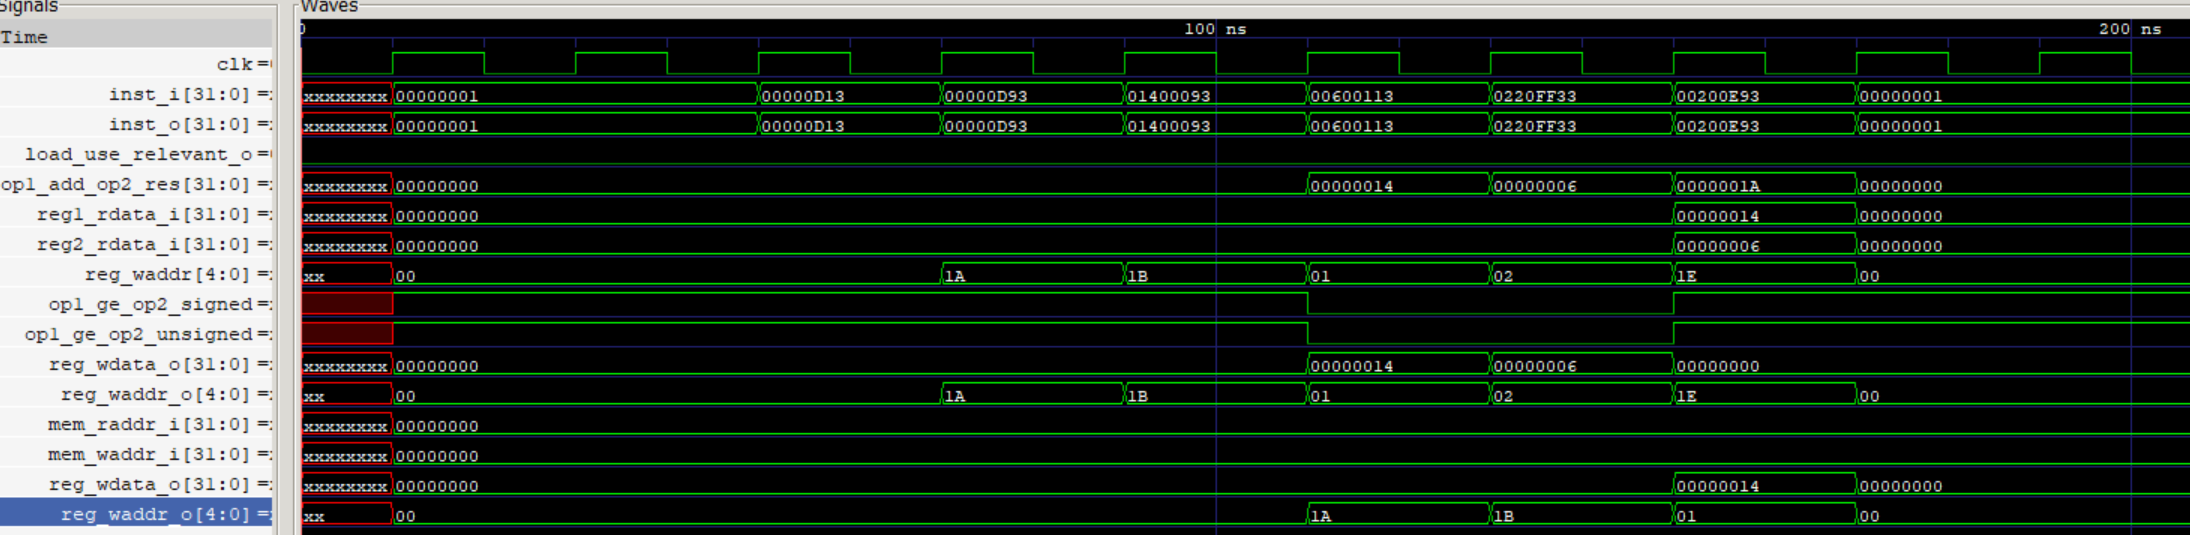 Signals Waves
Time 0 100 ns 200 ns
clk =
inst_i[31:0] = xxxxxxxx 00000001 00000D13 00000D93 01400093 00600113 0220FF33 00200E93 00000001
inst_o[31:0] = xxxxxxxx 00000001 00000D13 00000D93 01400093 00600113 0220FF33 00200E93 00000001
load_use_relevant_o =
op1_add_op2_res[31:0] = xxxxxxxx 00000000 00000014 00000006 0000001A 00000000
reg1_rdata_i[31:0] = xxxxxxxx 00000000 00000014 00000000
reg2_rdata_i[31:0] = xxxxxxxx 00000000 00000006 00000000
reg_waddr[4:0] = xx 00 1A 1B 01 02 1E 00
op1_ge_op2_signed =
op1_ge_op2_unsigned =
reg_wdata_o[31:0] = xxxxxxxx 00000000 00000014 00000006 00000000
reg_waddr_o[4:0] = xx 00 1A 1B 01 02 1E 00
mem_raddr_i[31:0] = xxxxxxxx 00000000
mem_waddr_i[31:0] = xxxxxxxx 00000000
reg_wdata_o[31:0] = xxxxxxxx 00000000 00000014 00000000
reg_waddr_o[4:0] = xx 00 1A 1B 01 00